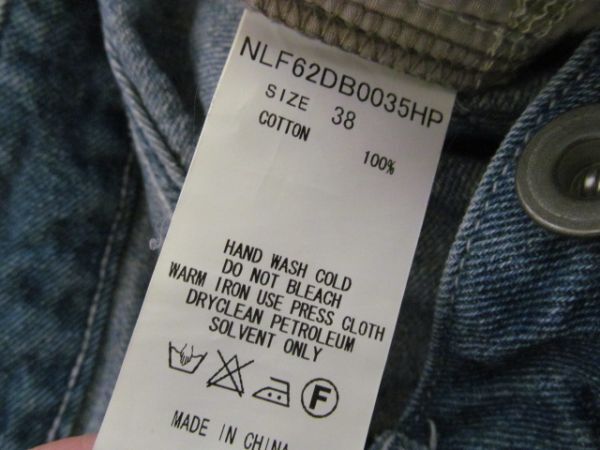 NLF62DB0035HP
SIZE 38
COTTON 100%
HAND WASH COLD
DO NOT BLEACH
WARM IRON USE PRESS CLOTH
DRYCLEAN PETROLEUM
SOLVENT ONLY
F
MADE IN CHINA